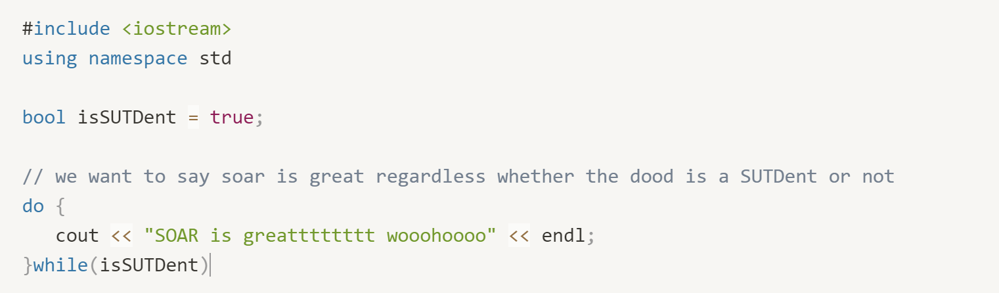 #include <iostream>
using namespace std
bool isSUTDent = true;
// we want to say soar is great regardless whether the dood is a SUTDent or not
do {
cout << "SOAR is greatttttttt wooohoooo" << endl;
}while(isSUTDent)